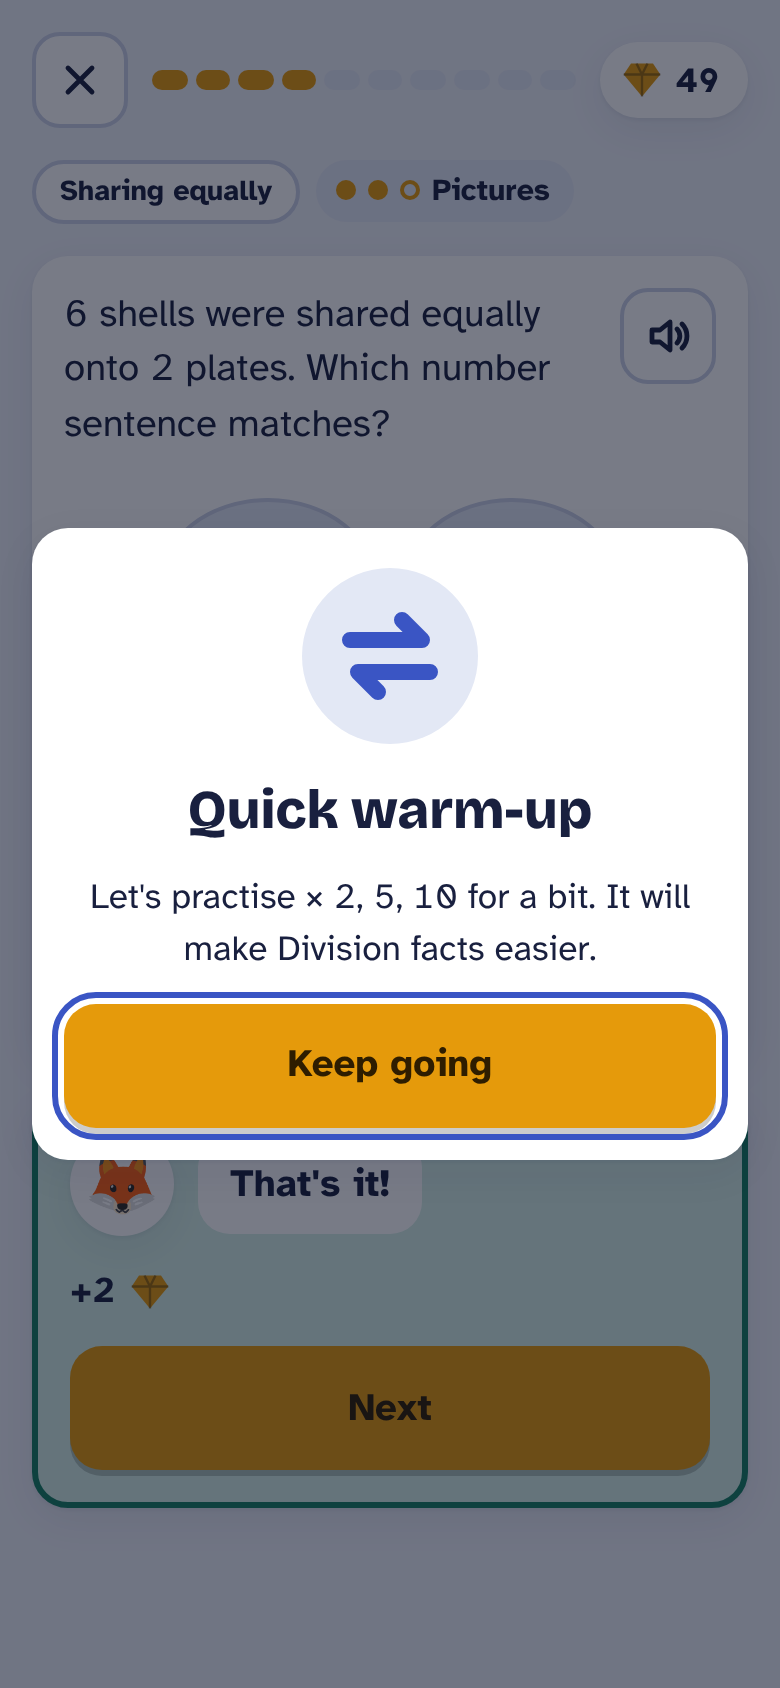 49
Sharing equally
Pictures
6 shells were shared equally
onto 2 plates. Which number
sentence matches?
Quick warm-up
Let's practise × 2, 5, 10 for a bit. It will
make Division facts easier.
Keep going
That's it!
+2
Next